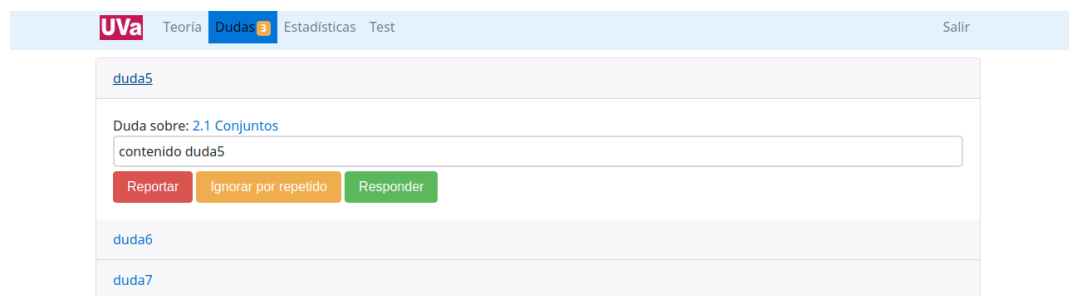 UVa Teoría Dudas 3 Estadísticas Test Salir
duda5
Duda sobre: 2.1 Conjuntos
contenido duda5
Reportar Ignorar por repetido Responder
duda6
duda7